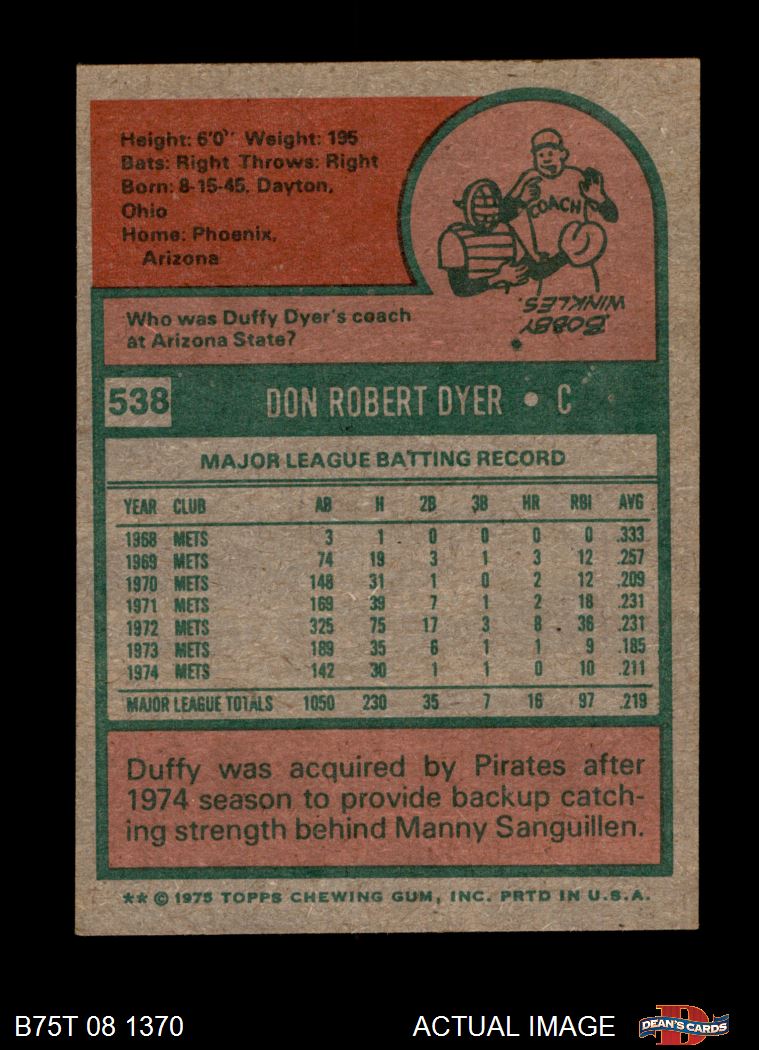 Height: 6'0" Weight: 195
Bats: Right Throws: Right
Born: 8-15-45, Dayton,
Ohio
Home: Phoenix,
Arizona
COACH
BOBBY
WINKLES
Who was Duffy Dyer's coach
at Arizona State?
538 DON ROBERT DYER • C
MAJOR LEAGUE BATTING RECORD
YEAR CLUB AB H 2B 3B HR RBI AVG
1968 METS 3 1 0 0 0 0 .333
1969 METS 74 19 3 1 3 12 .257
1970 METS 148 31 1 0 2 12 .209
1971 METS 169 39 7 1 2 18 .231
1972 METS 325 75 17 3 8 36 .231
1973 METS 189 35 6 1 1 9 .185
1974 METS 142 30 1 1 0 10 .211
MAJOR LEAGUE TOTALS 1050 230 35 7 16 97 .219
Duffy was acquired by Pirates after
1974 season to provide backup catch-
ing strength behind Manny Sanguillen.
** © 1975 TOPPS CHEWING GUM, INC. PRTD IN U.S.A.
B75T 08 1370 ACTUAL IMAGE D DEAN'S CARDS